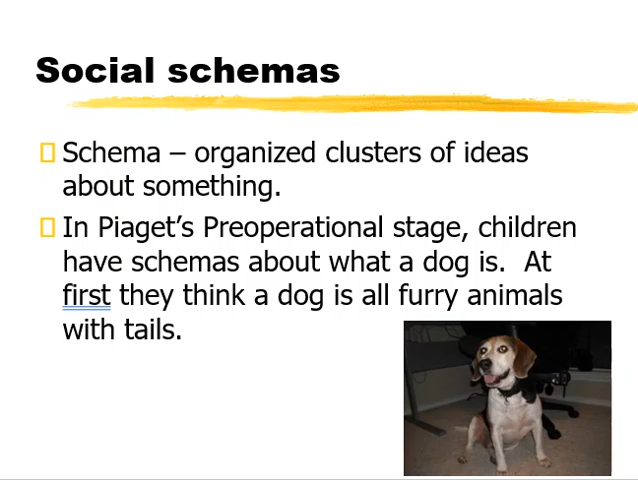 Social schemas
Schema – organized clusters of ideas
about something.
In Piaget’s Preoperational stage, children
have schemas about what a dog is.  At
first they think a dog is all furry animals
with tails.